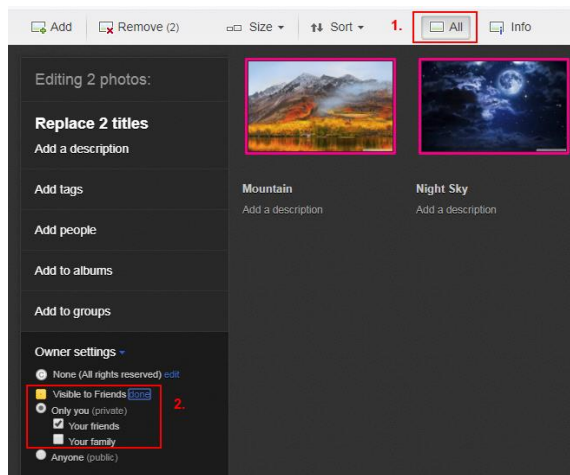 Add Remove (2) Size Sort 1. All Info
Editing 2 photos:
Replace 2 titles
Add a description
Add tags
Add people
Add to albums
Add to groups
Owner settings
None (All rights reserved) edit
Visible to Friends done
Only you (private)
Your friends
Your family
Anyone (public)
2.
Mountain
Add a description
Night Sky
Add a description